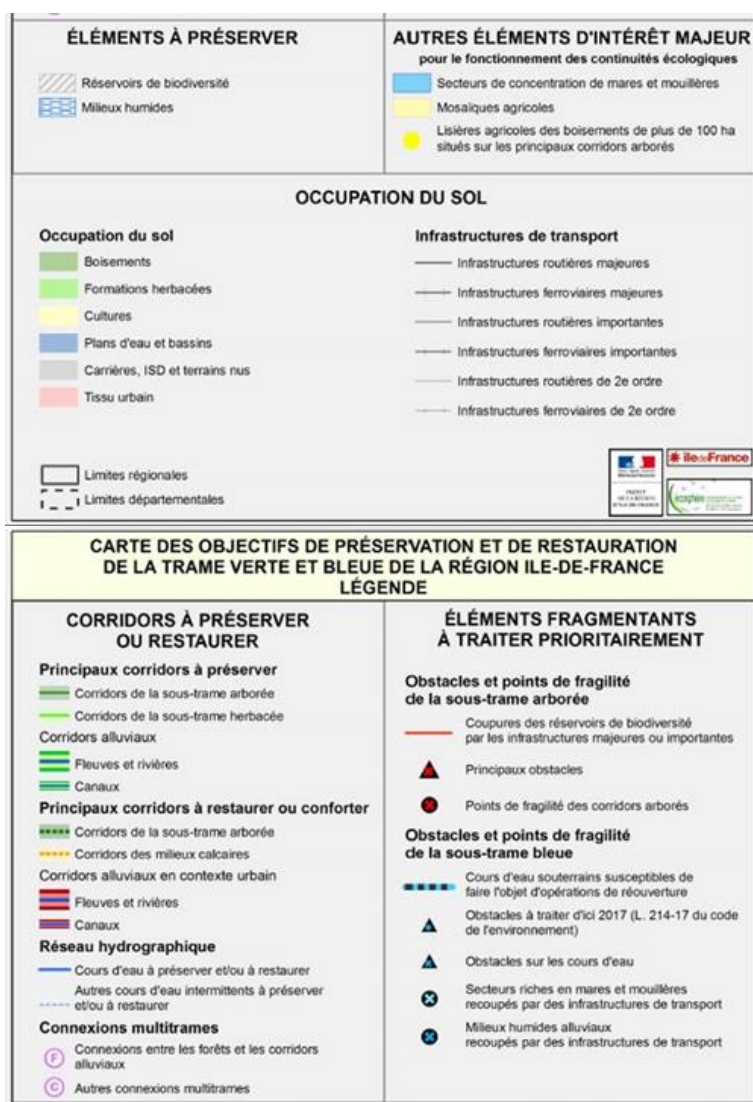 ÉLÉMENTS À PRÉSERVER
Réservoirs de biodiversité
Milieux humides
AUTRES ÉLÉMENTS D'INTÉRÊT MAJEUR
pour le fonctionnement des continuités écologiques
Secteurs de concentration de mares et mouillères
Mosaïques agricoles
Lisières agricoles des boisements de plus de 100 ha
situés sur les principaux corridors arborés
OCCUPATION DU SOL
Occupation du sol
Boisements
Formations herbacées
Cultures
Plans d'eau et bassins
Carrières, ISD et terrains nus
Tissu urbain
Limites régionales
Limites départementales
Infrastructures de transport
Infrastructures routières majeures
Infrastructures ferroviaires majeures
Infrastructures routières importantes
Infrastructures ferroviaires importantes
Infrastructures routières de 2e ordre
Infrastructures ferroviaires de 2e ordre
îledeFrance
écosphère
CARTE DES OBJECTIFS DE PRÉSERVATION ET DE RESTAURATION
DE LA TRAME VERTE ET BLEUE DE LA RÉGION ILE-DE-FRANCE
LÉGENDE
CORRIDORS À PRÉSERVER
OU RESTAURER
Principaux corridors à préserver
Corridors de la sous-trame arborée
Corridors de la sous-trame herbacée
Corridors alluviaux
Fleuves et rivières
Canaux
Principaux corridors à restaurer ou conforter
Corridors de la sous-trame arborée
Corridors des milieux calcaires
Corridors alluviaux en contexte urbain
Fleuves et rivières
Canaux
Réseau hydrographique
Cours d'eau à préserver et/ou à restaurer
Autres cours d'eau intermittents à préserver
et/ou à restaurer
Connexions multitrames
F
Connexions entre les forêts et les corridors
alluviaux
C
Autres connexions multitrames
ÉLÉMENTS FRAGMENTANTS
À TRAITER PRIORITAIREMENT
Obstacles et points de fragilité
de la sous-trame arborée
Coupures des réservoirs de biodiversité
par les infrastructures majeures ou importantes
Principaux obstacles
Points de fragilité des corridors arborés
Obstacles et points de fragilité
de la sous-trame bleue
Cours d'eau souterrains susceptibles de
faire l'objet d'opérations de réouverture
Obstacles à traiter d'ici 2017 (L. 214-17 du code
de l'environnement)
Obstacles sur les cours d'eau
Secteurs riches en mares et mouillères
recoupés par des infrastructures de transport
Milieux humides alluviaux
recoupés par des infrastructures de transport